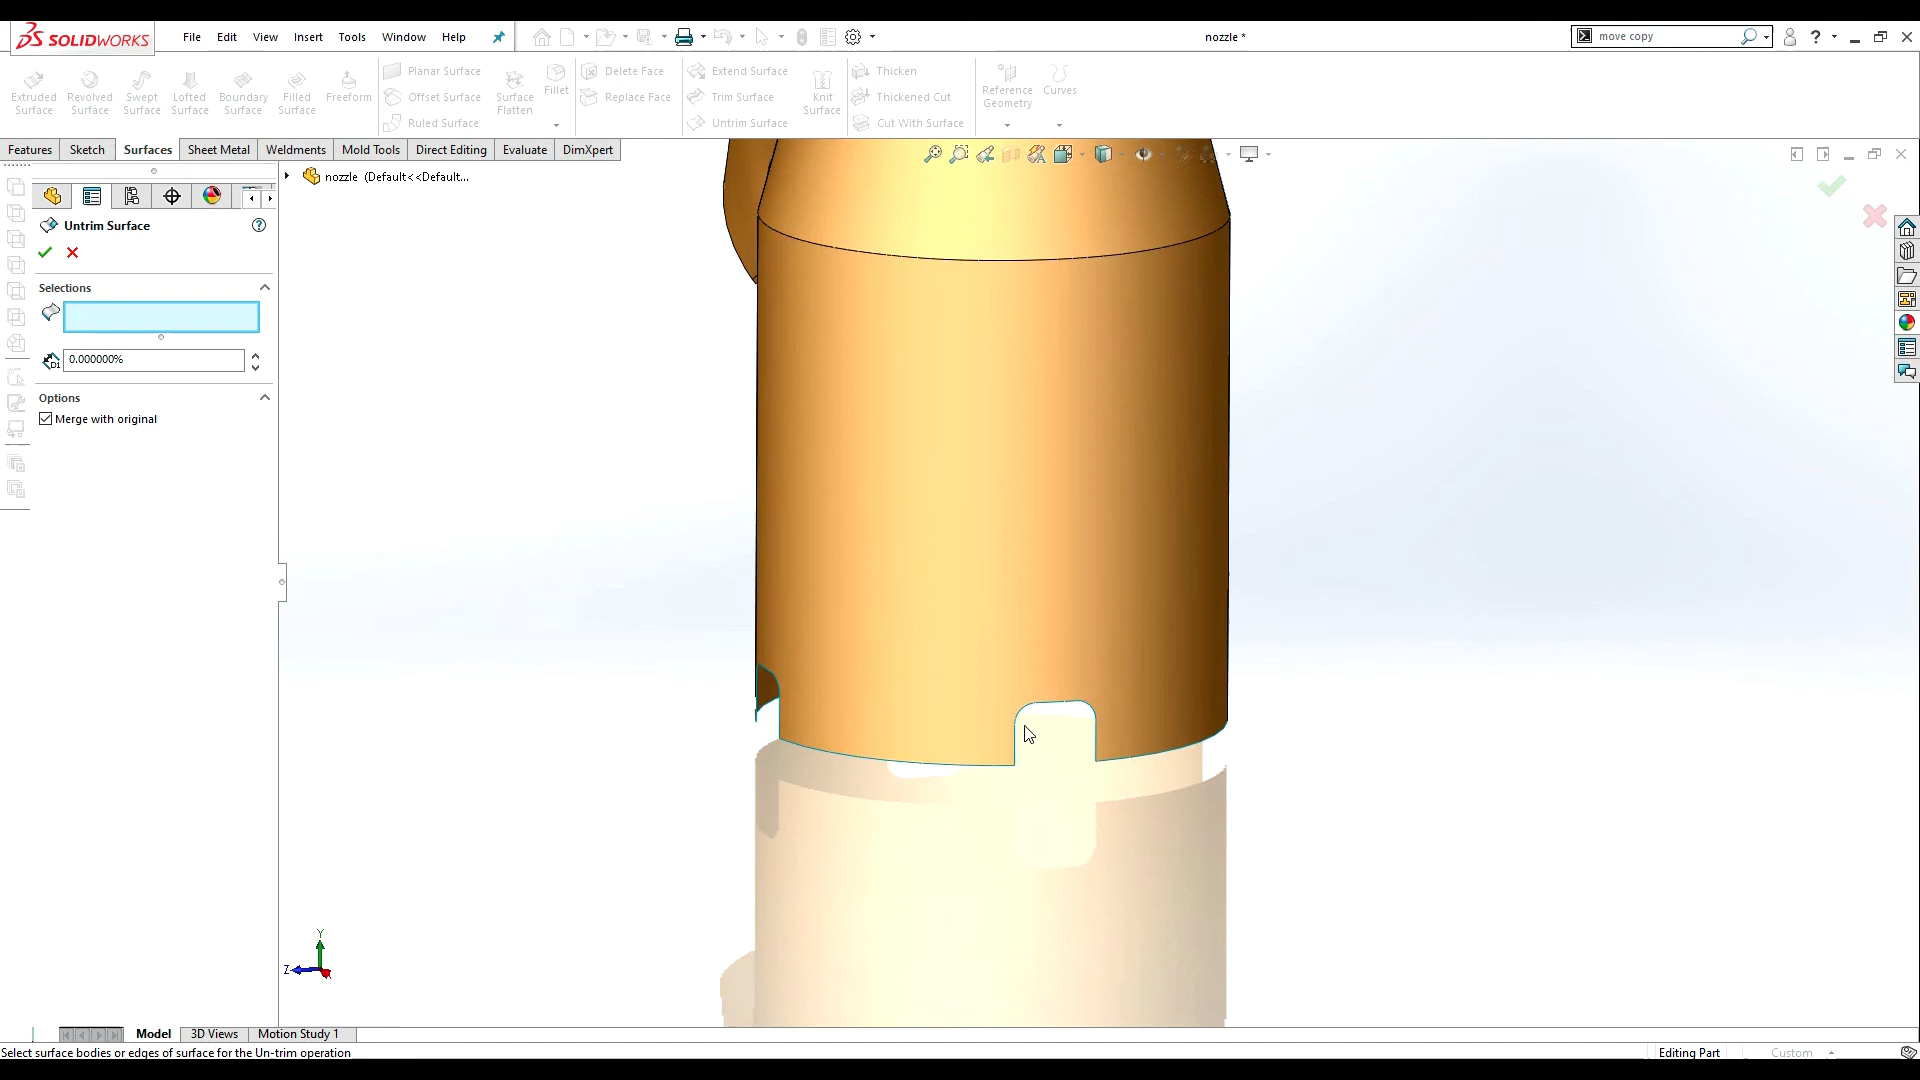 SOLIDWORKS File Edit View Insert Tools Window Help nozzle * move copy ?
Extruded Surface
Revolved Surface
Swept Surface
Lofted Surface
Boundary Surface
Filled Surface
Freeform
Planar Surface
Offset Surface
Ruled Surface
Surface Flatten
Fillet
Delete Face
Replace Face
Extend Surface
Trim Surface
Untrim Surface
Knit Surface
Thicken
Thickened Cut
Cut With Surface
Reference Geometry
Curves
Features Sketch Surfaces Sheet Metal Weldments Mold Tools Direct Editing Evaluate DimXpert
nozzle (Default<<Default...
Untrim Surface ?
Selections
D1 0.000000%
Options
Merge with original
Y
Z
Model 3D Views Motion Study 1
Select surface bodies or edges of surface for the Un-trim operation Editing Part Custom